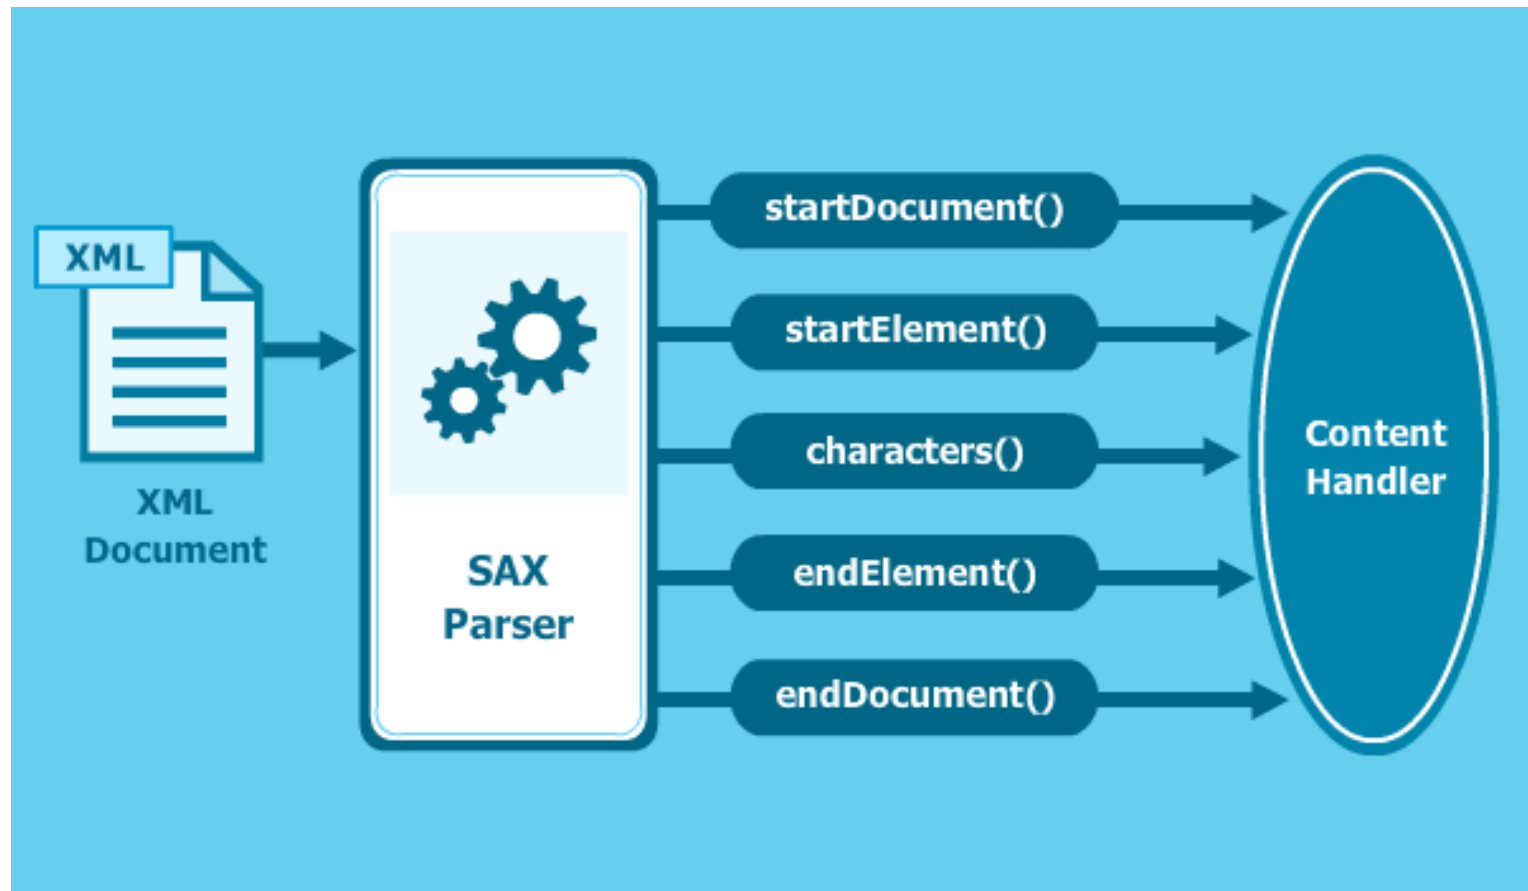 XML
XML
Document
SAX
Parser
startDocument()
startElement()
characters()
endElement()
endDocument()
Content
Handler